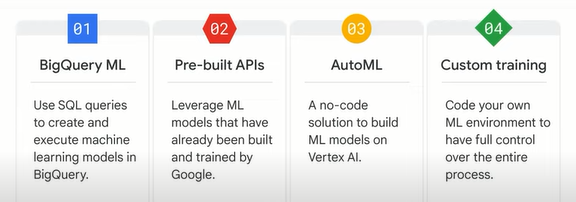 01
BigQuery ML
Use SQL queries
to create and
execute machine
learning models in
BigQuery.
02
Pre-built APIs
Leverage ML
models that have
already been built
and trained by
Google.
03
AutoML
A no-code
solution to build
ML models on
Vertex AI.
04
Custom training
Code your own
ML environment to
have full control
over the entire
process.